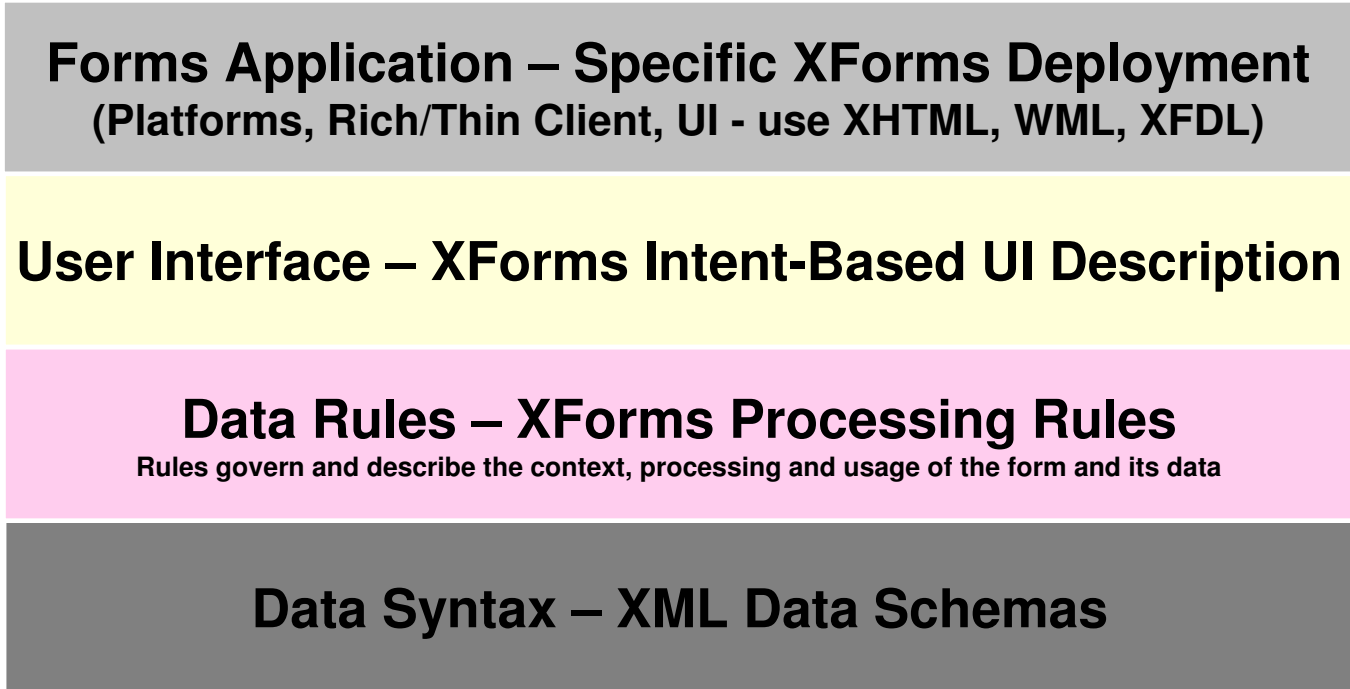 Forms Application – Specific XForms Deployment
(Platforms, Rich/Thin Client, UI - use XHTML, WML, XFDL)
User Interface – XForms Intent-Based UI Description
Data Rules – XForms Processing Rules
Rules govern and describe the context, processing and usage of the form and its data
Data Syntax – XML Data Schemas